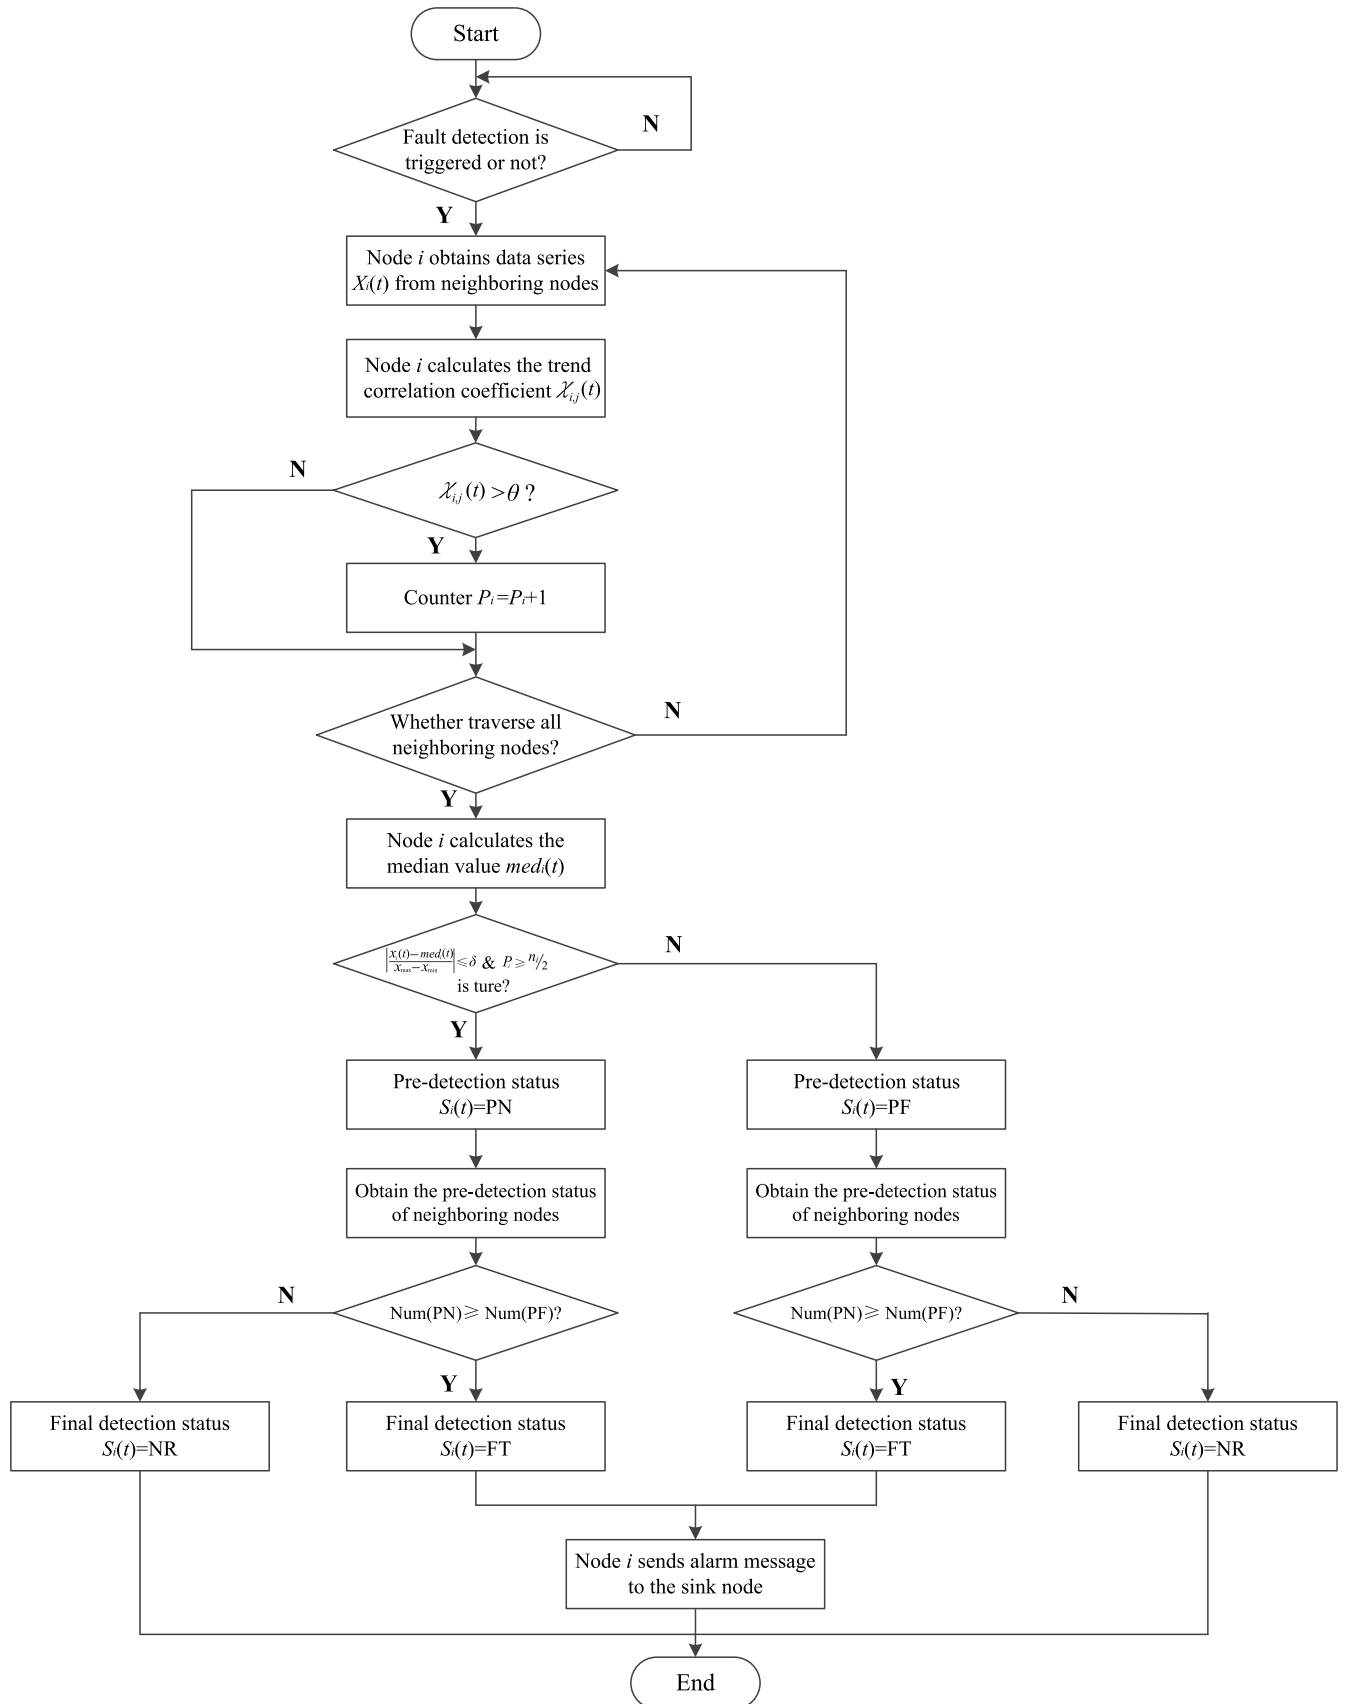 Start
Fault detection is
triggered or not?
N
Y
Node i obtains data series
Xi(t) from neighboring nodes
Node i calculates the trend
correlation coefficient χi,j(t)
N
χi,j(t)>θ?
Y
Counter Pi=Pi+1
Whether traverse all
neighboring nodes?
N
Y
Node i calculates the
median value medi(t)
|xi(t)−medi(t)/xmax−xmin|≤δ & Pi≥n/2
is ture?
N
Y
Pre-detection status
Si(t)=PN
Pre-detection status
Si(t)=PF
Obtain the pre-detection status
of neighboring nodes
Obtain the pre-detection status
of neighboring nodes
N
Num(PN)≥Num(PF)?
Y
Num(PN)≥Num(PF)?
N
Y
Final detection status
Si(t)=NR
Final detection status
Si(t)=FT
Final detection status
Si(t)=FT
Final detection status
Si(t)=NR
Node i sends alarm message
to the sink node
End